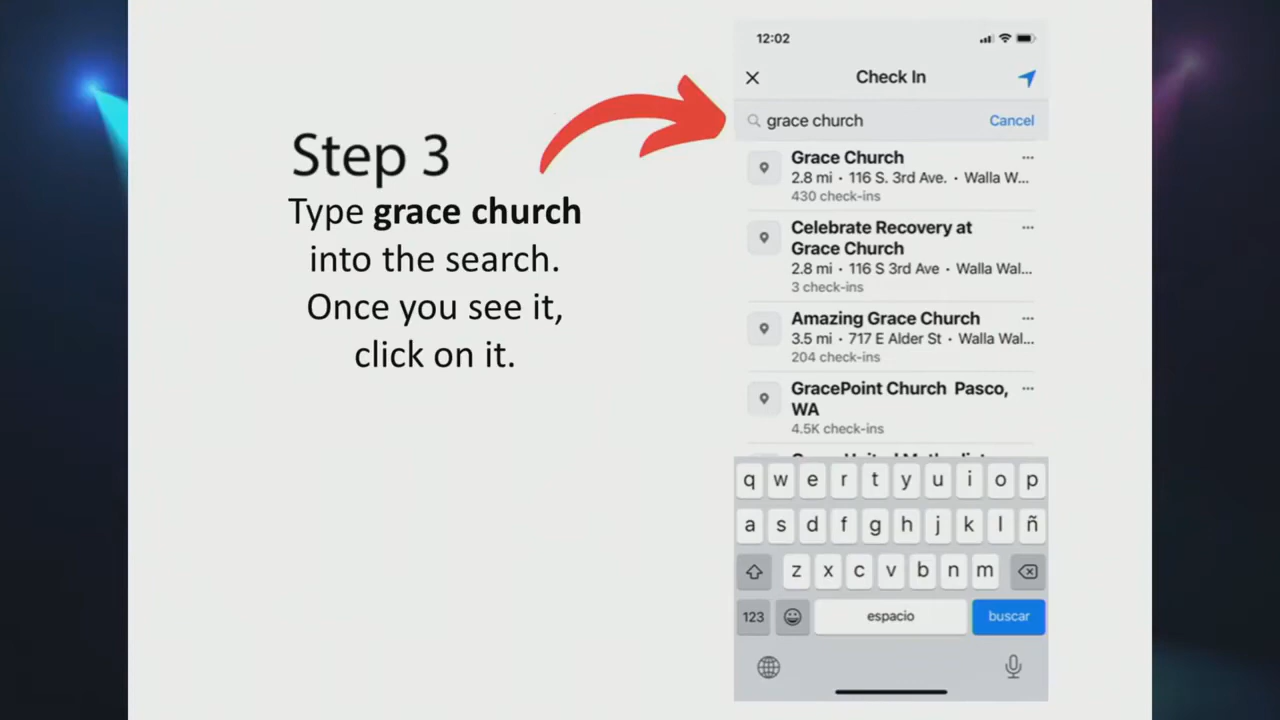 Step 3
Type grace church
into the search.
Once you see it,
click on it.
12:02
Check In
grace church
Cancel
Grace Church
2.8 mi · 116 S. 3rd Ave. · Walla W...
430 check-ins
Celebrate Recovery at
Grace Church
2.8 mi · 116 S 3rd Ave · Walla Wal...
3 check-ins
Amazing Grace Church
3.5 mi · 717 E Alder St · Walla Wal...
204 check-ins
GracePoint Church Pasco,
WA
4.5K check-ins
q w e r t y u i o p
a s d f g h j k l ñ
z x c v b n m
123
espacio
buscar